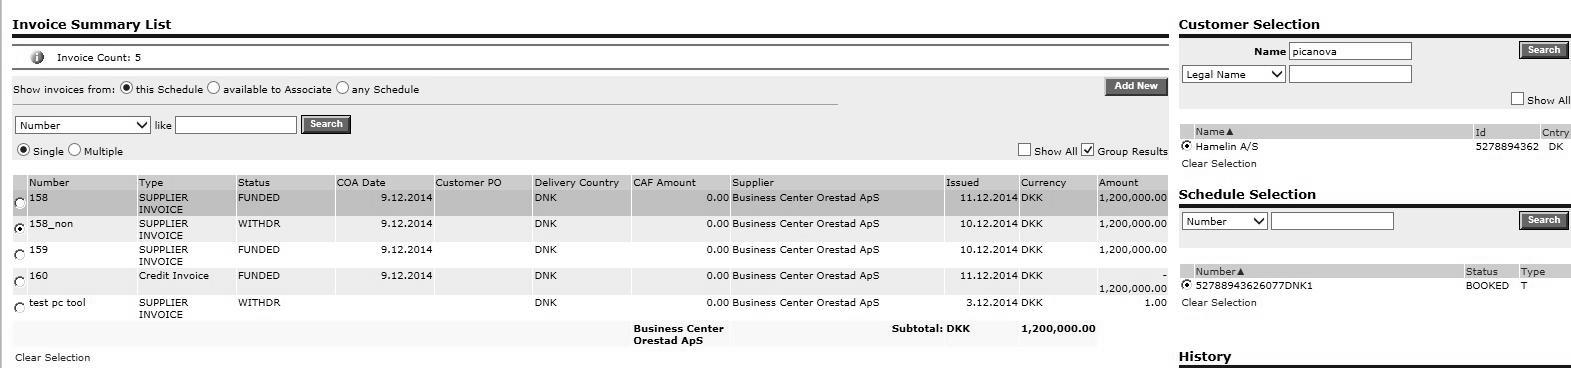 Invoice Summary List
Invoice Count: 5
Show invoices from: this Schedule available to Associate any Schedule Add New
Number like Search
Single Multiple Show All Group Results
Number Type Status COA Date Customer PO Delivery Country CAF Amount Supplier Issued Currency Amount
158 SUPPLIER FUNDED 9.12.2014 DNK 0.00 Business Center Orestad ApS 11.12.2014 DKK 1,200,000.00
INVOICE
158_non SUPPLIER WITHDR 9.12.2014 DNK 0.00 Business Center Orestad ApS 10.12.2014 DKK 1,200,000.00
INVOICE
159 SUPPLIER FUNDED 9.12.2014 DNK 0.00 Business Center Orestad ApS 10.12.2014 DKK 1,200,000.00
INVOICE
160 Credit Invoice FUNDED 9.12.2014 DNK 0.00 Business Center Orestad ApS 11.12.2014 DKK -
1,200,000.00
test pc tool SUPPLIER WITHDR DNK 0.00 Business Center Orestad ApS 3.12.2014 DKK 1.00
INVOICE
Business Center Subtotal: DKK 1,200,000.00
Orestad ApS
Clear Selection
Customer Selection
Name picanova Search
Legal Name
Show All
Name▲ Id Cntry
Hamelin A/S 5278894362 DK
Clear Selection
Schedule Selection
Number Search
Number▲ Status Type
52788943626077DNK1 BOOKED T
Clear Selection
History